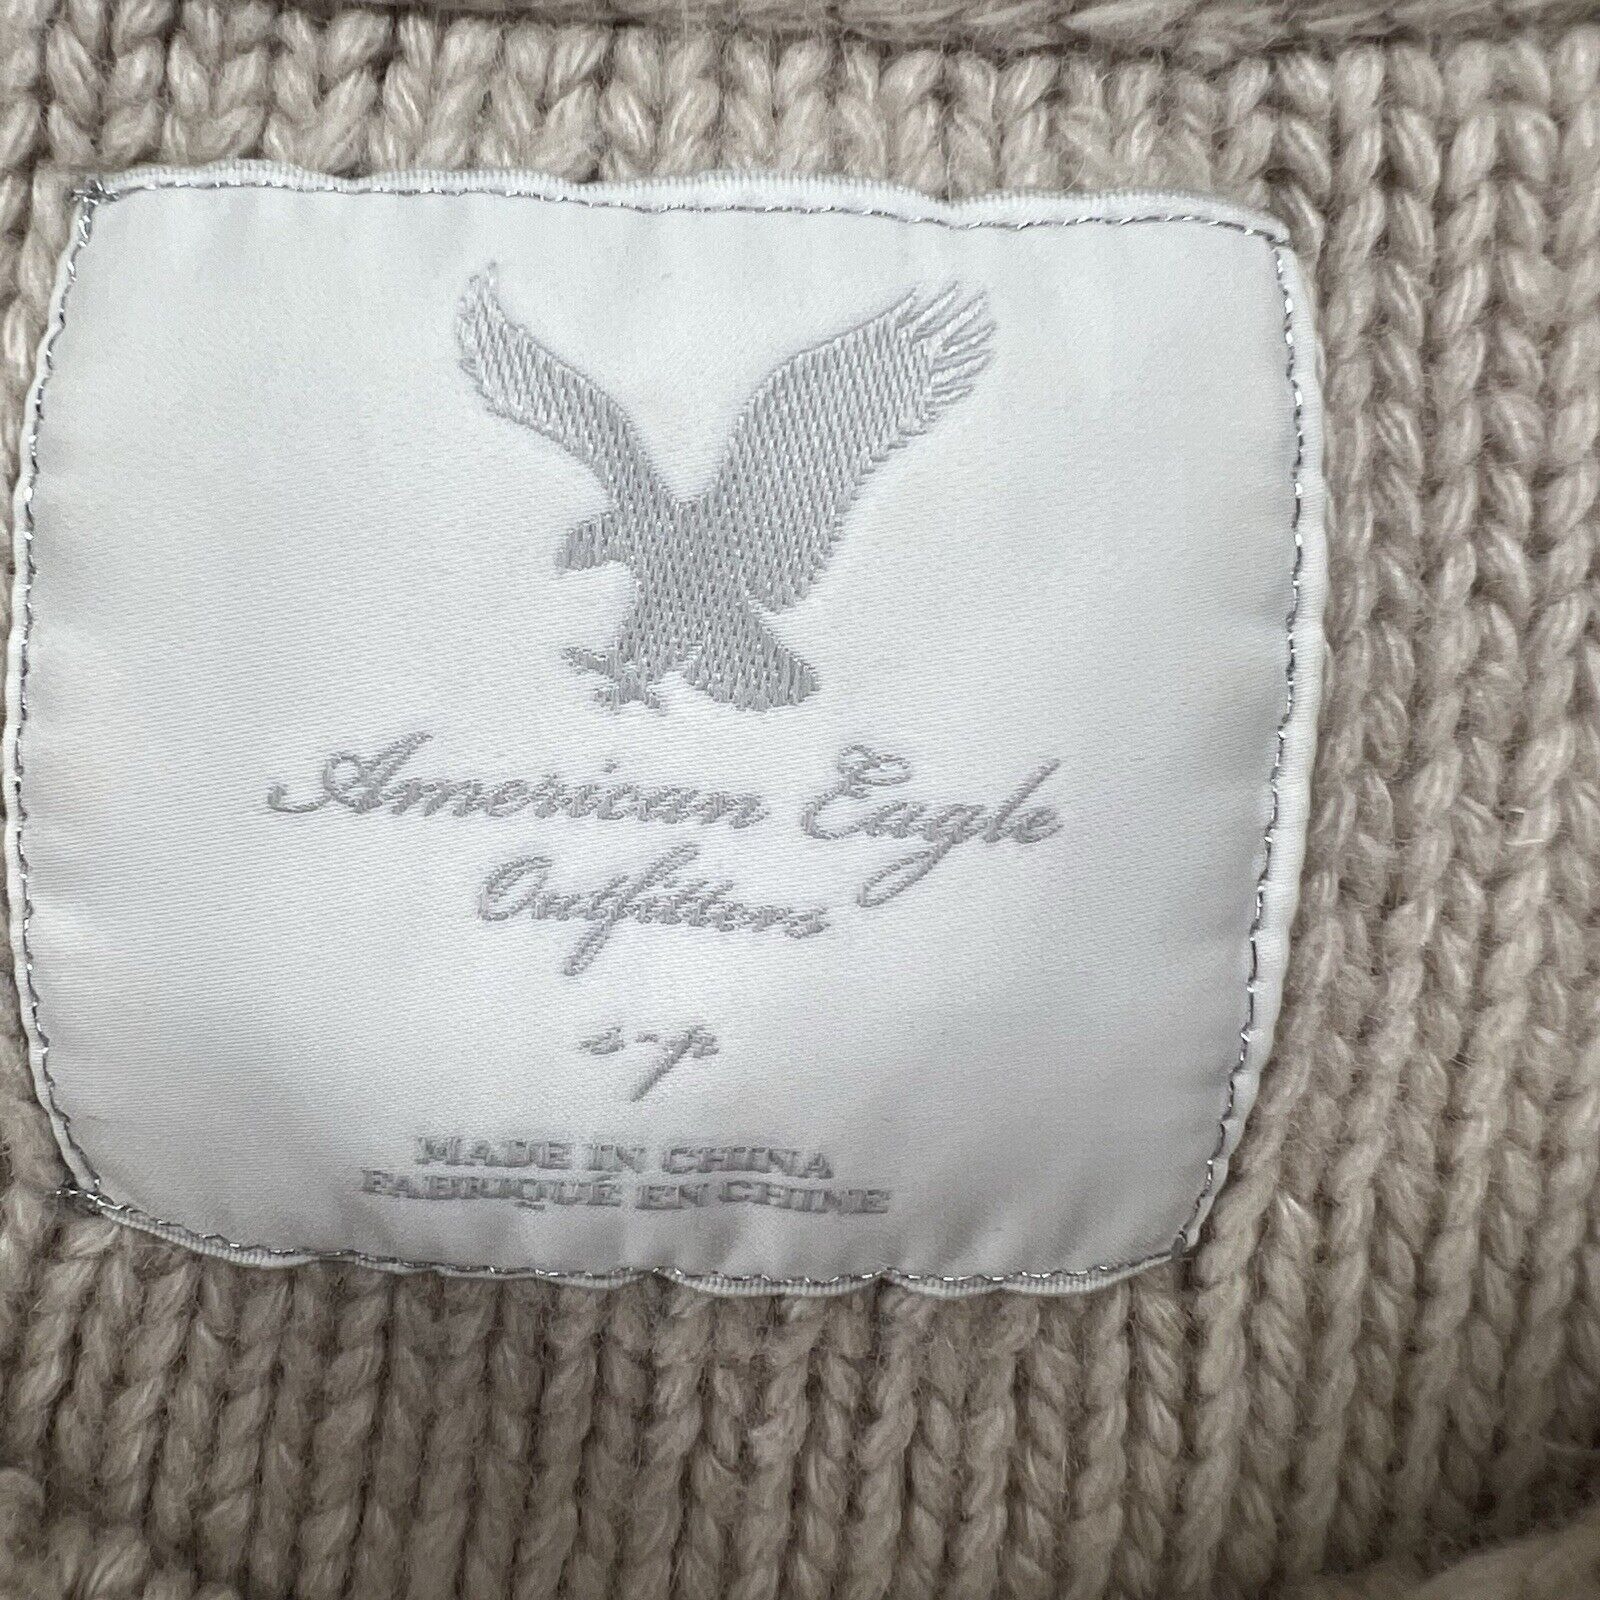 American Eagle
Outfitters
s-p
MADE IN CHINA
FABRIQUÉ EN CHINE